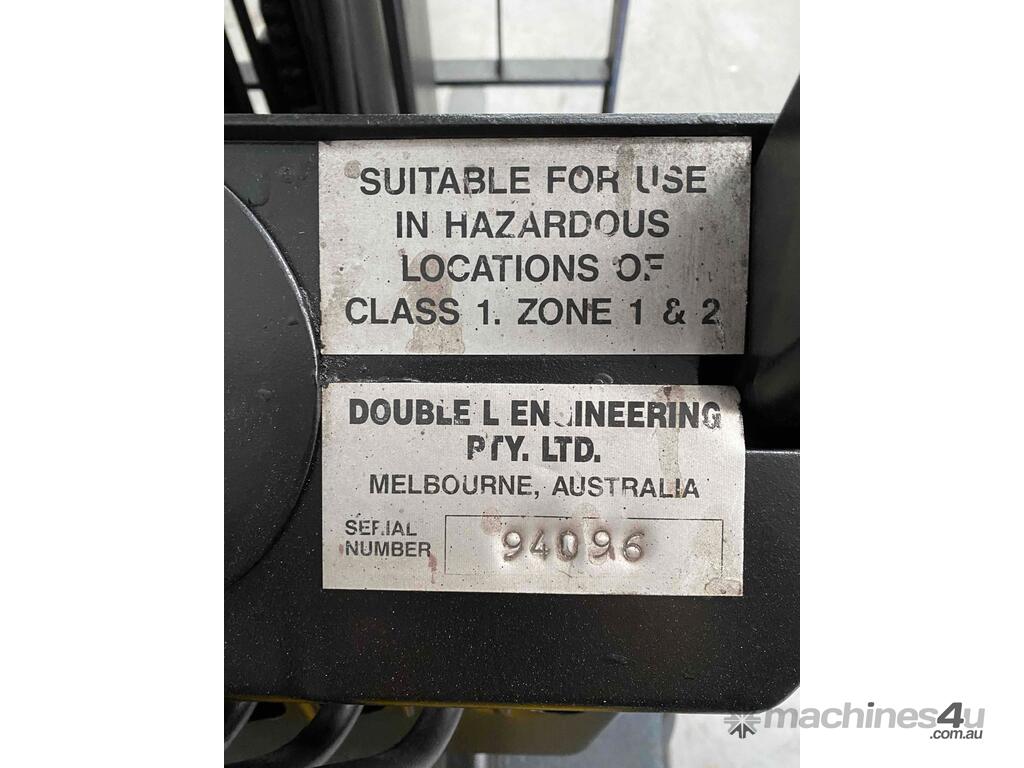 SUITABLE FOR USE
IN HAZARDOUS
LOCATIONS OF
CLASS 1. ZONE 1 & 2
DOUBLE L ENGINEERING
PTY. LTD.
MELBOURNE, AUSTRALIA
SERIAL
NUMBER
94096
machines4u
.com.au